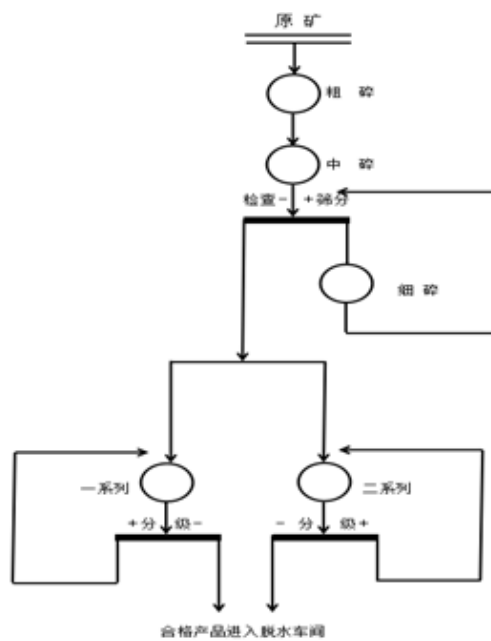 原 矿
粗 碎
中 碎
检查- +筛分
细 碎
一系列
二系列
+分 级-
- 分 级+
合格产品进入脱水车间